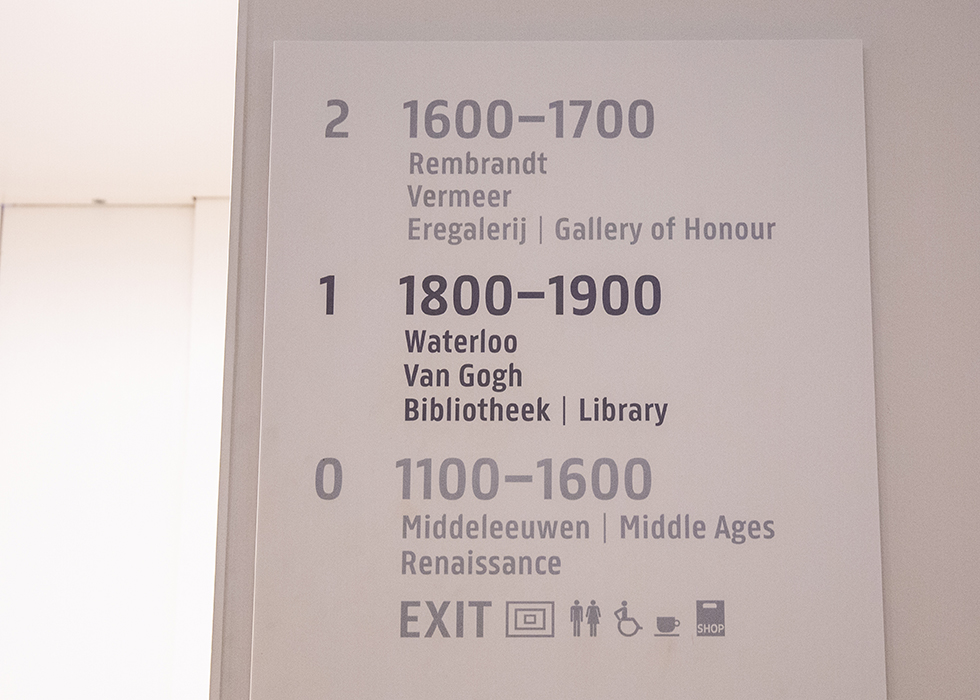 2 1600–1700
Rembrandt
Vermeer
Eregalerij | Gallery of Honour
1 1800–1900
Waterloo
Van Gogh
Bibliotheek | Library
0 1100–1600
Middeleeuwen | Middle Ages
Renaissance
EXIT SHOP